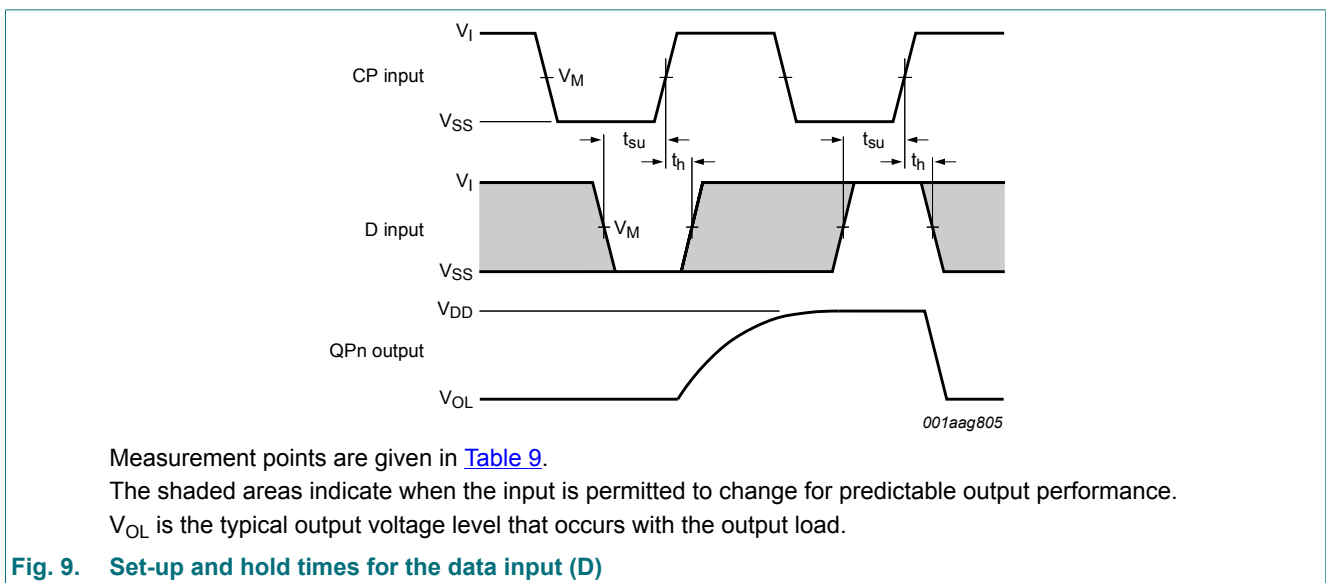 V_I
CP input
V_M
V_SS
t_su
t_su
t_h
t_h
V_I
D input
V_M
V_SS
V_DD
QPn output
V_OL
001aag805
Measurement points are given in Table 9.
The shaded areas indicate when the input is permitted to change for predictable output performance.
V_OL is the typical output voltage level that occurs with the output load.
Fig. 9. Set-up and hold times for the data input (D)